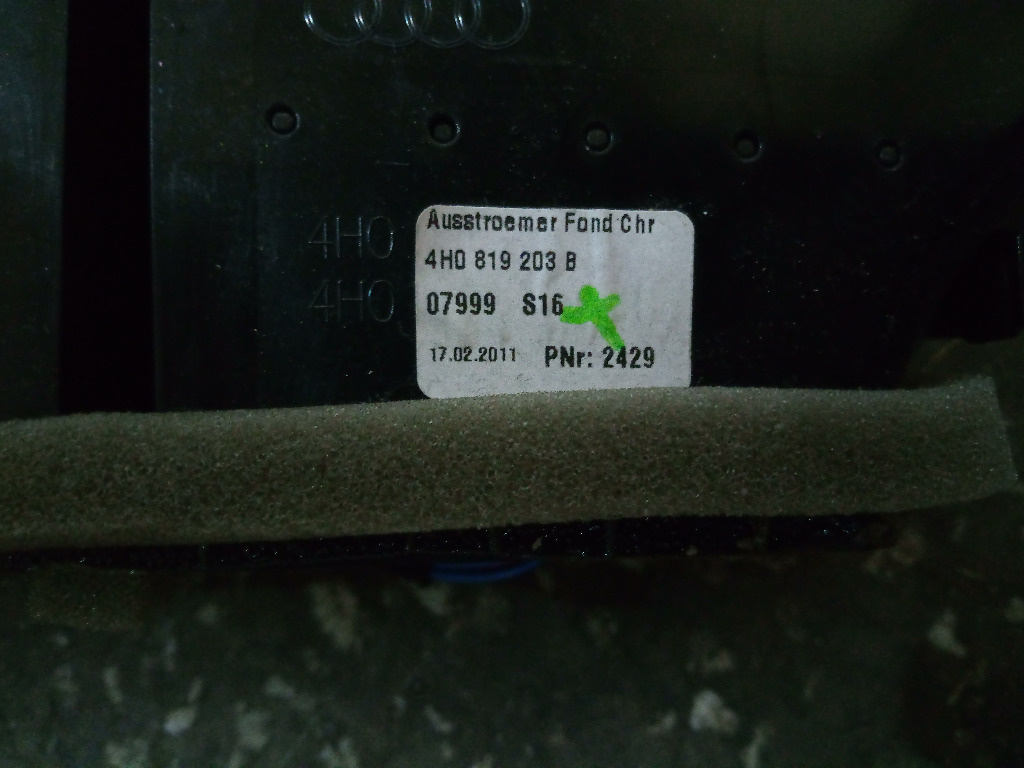 4H0
4H0
Ausstroemer Fond Chr
4H0 819 203 B
07999 S16
17.02.2011 PNr: 2429